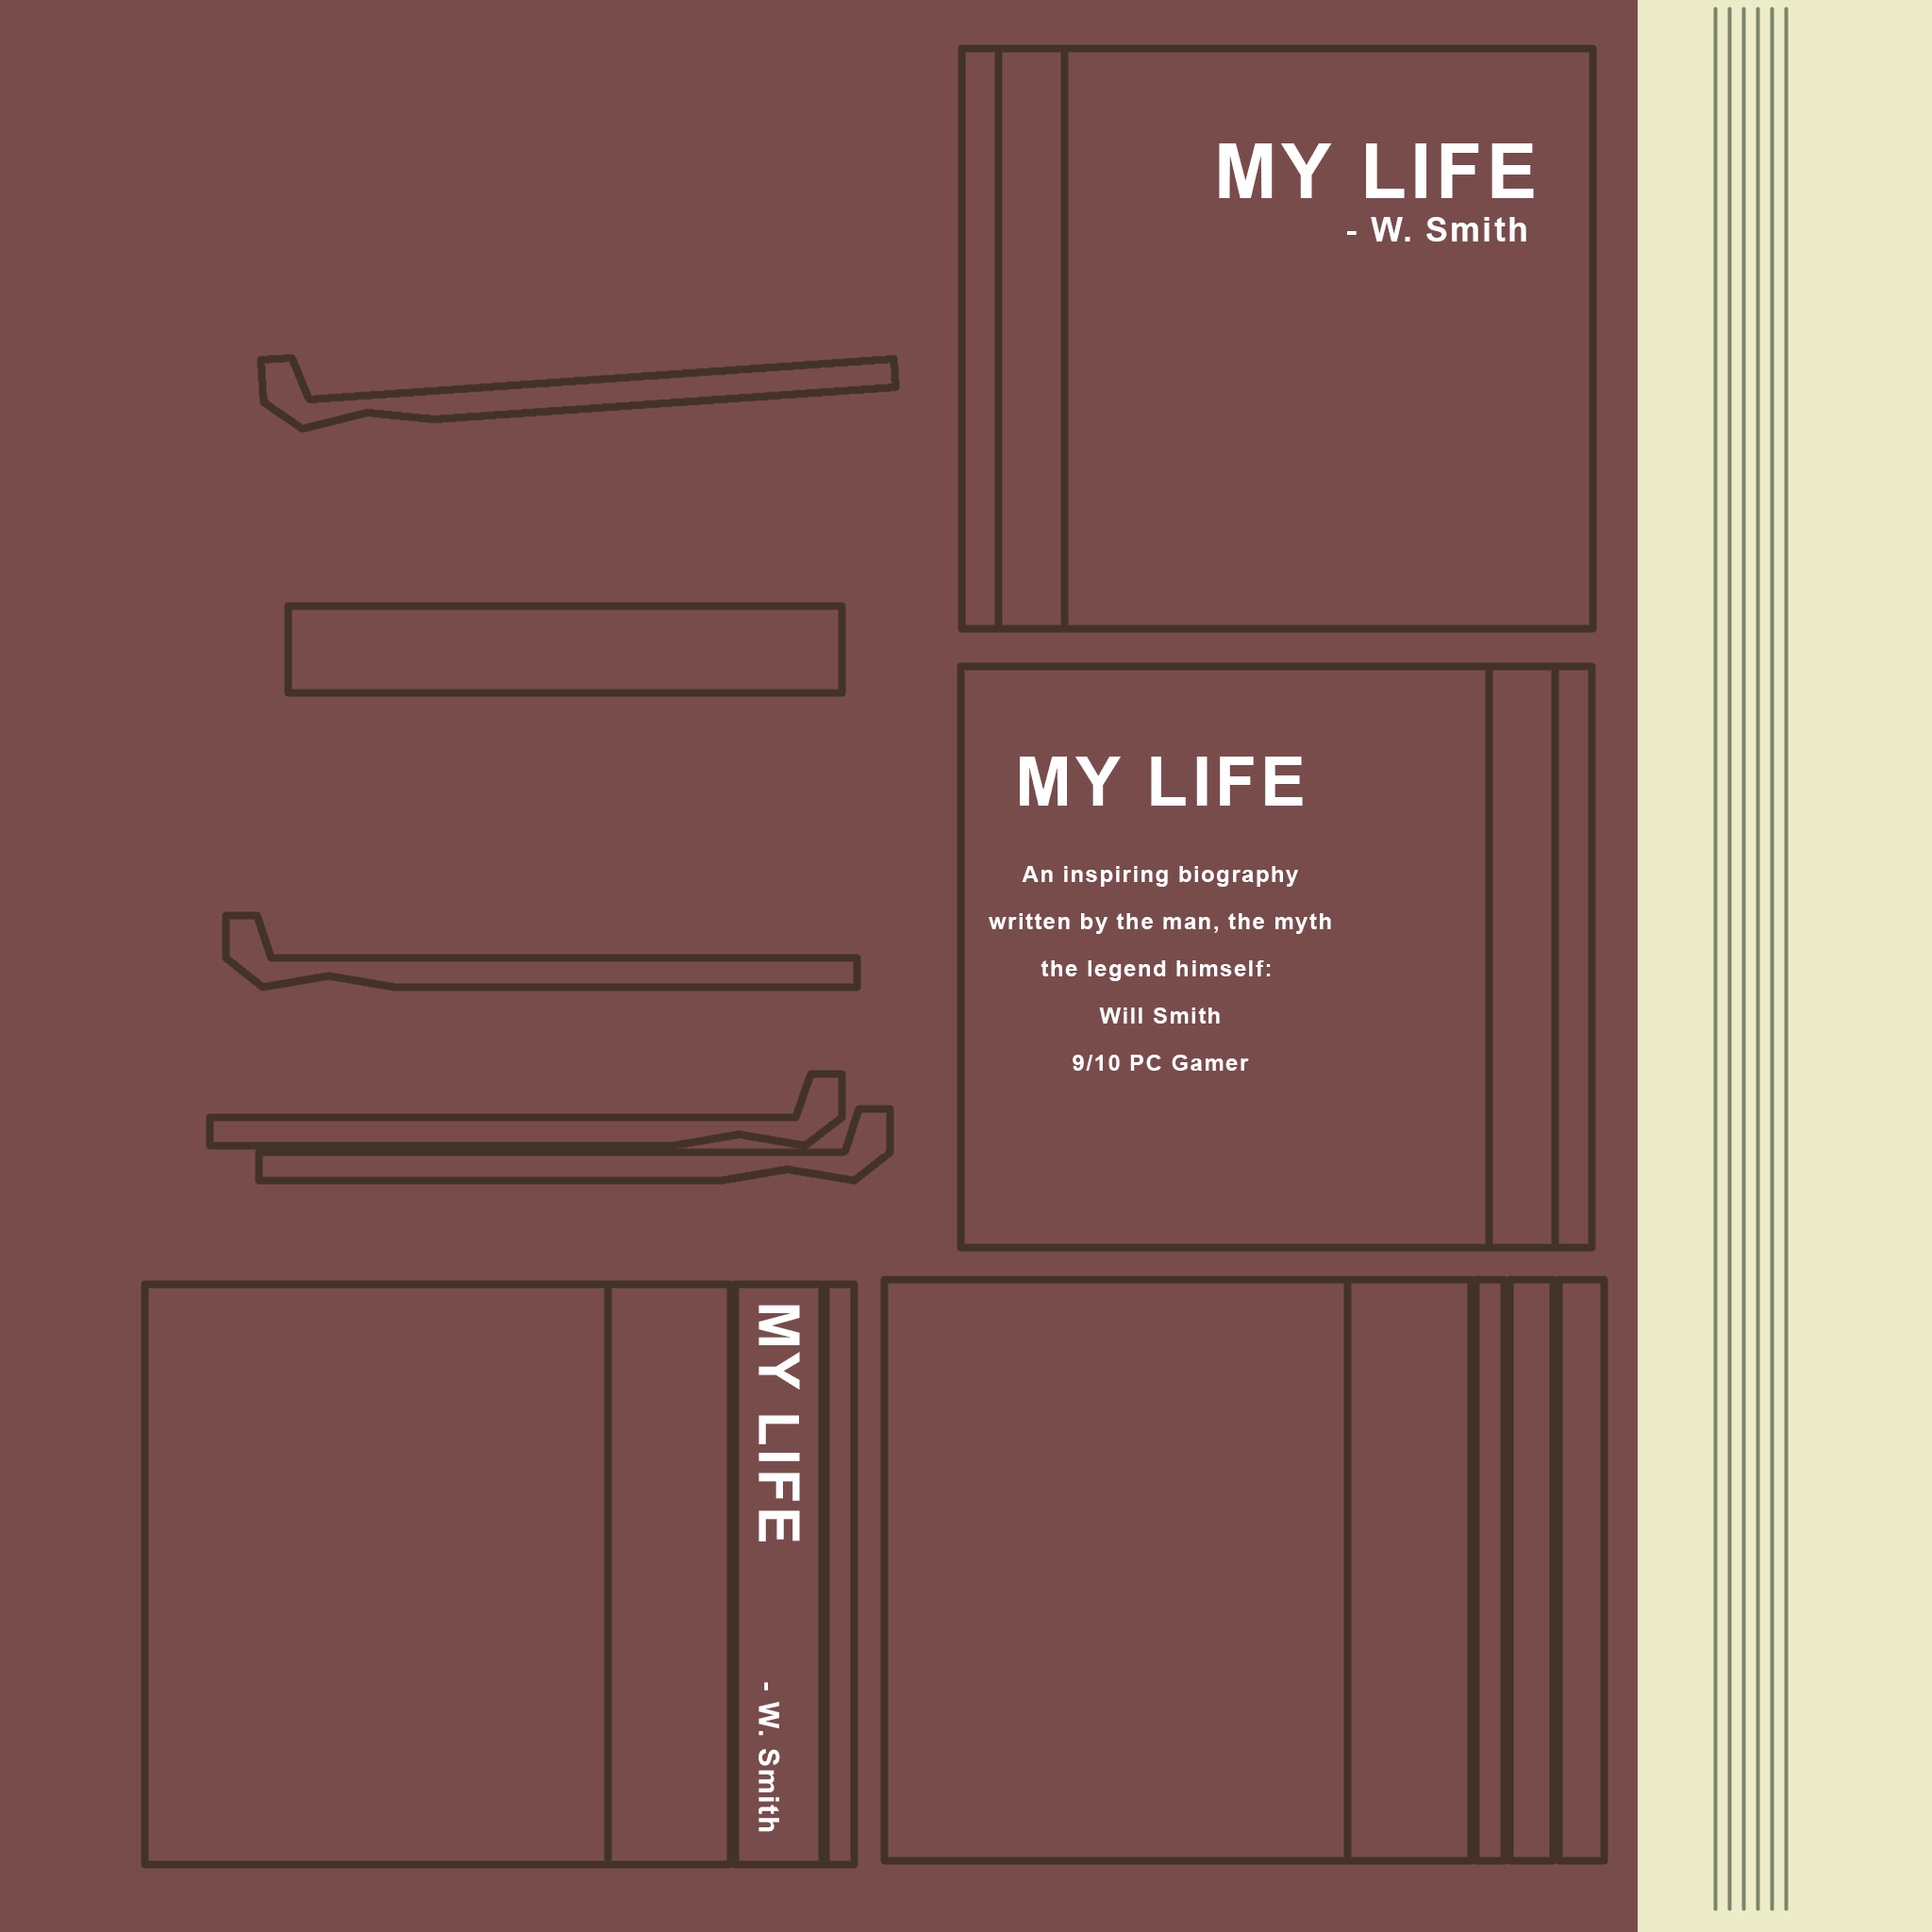 MY LIFE
- W. Smith
MY LIFE
An inspiring biography
written by the man, the myth
the legend himself:
Will Smith
9/10 PC Gamer
MY LIFE
- W. Smith